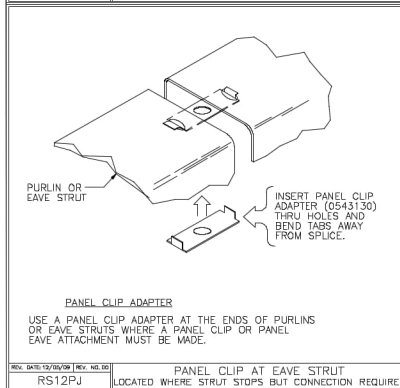 PURLIN OR
EAVE STRUT
INSERT PANEL CLIP
ADAPTER (0543130)
THRU HOLES AND
BEND TABS AWAY
FROM SPLICE.
PANEL CLIP ADAPTER
USE A PANEL CLIP ADAPTER AT THE ENDS OF PURLINS
OR EAVE STRUTS WHERE A PANEL CLIP OR PANEL
EAVE ATTACHMENT MUST BE MADE.
REV. DATE: 12/05/09 REV. NO. 00
RS12PJ
PANEL CLIP AT EAVE STRUT
LOCATED WHERE STRUT STOPS BUT CONNECTION REQUIRE